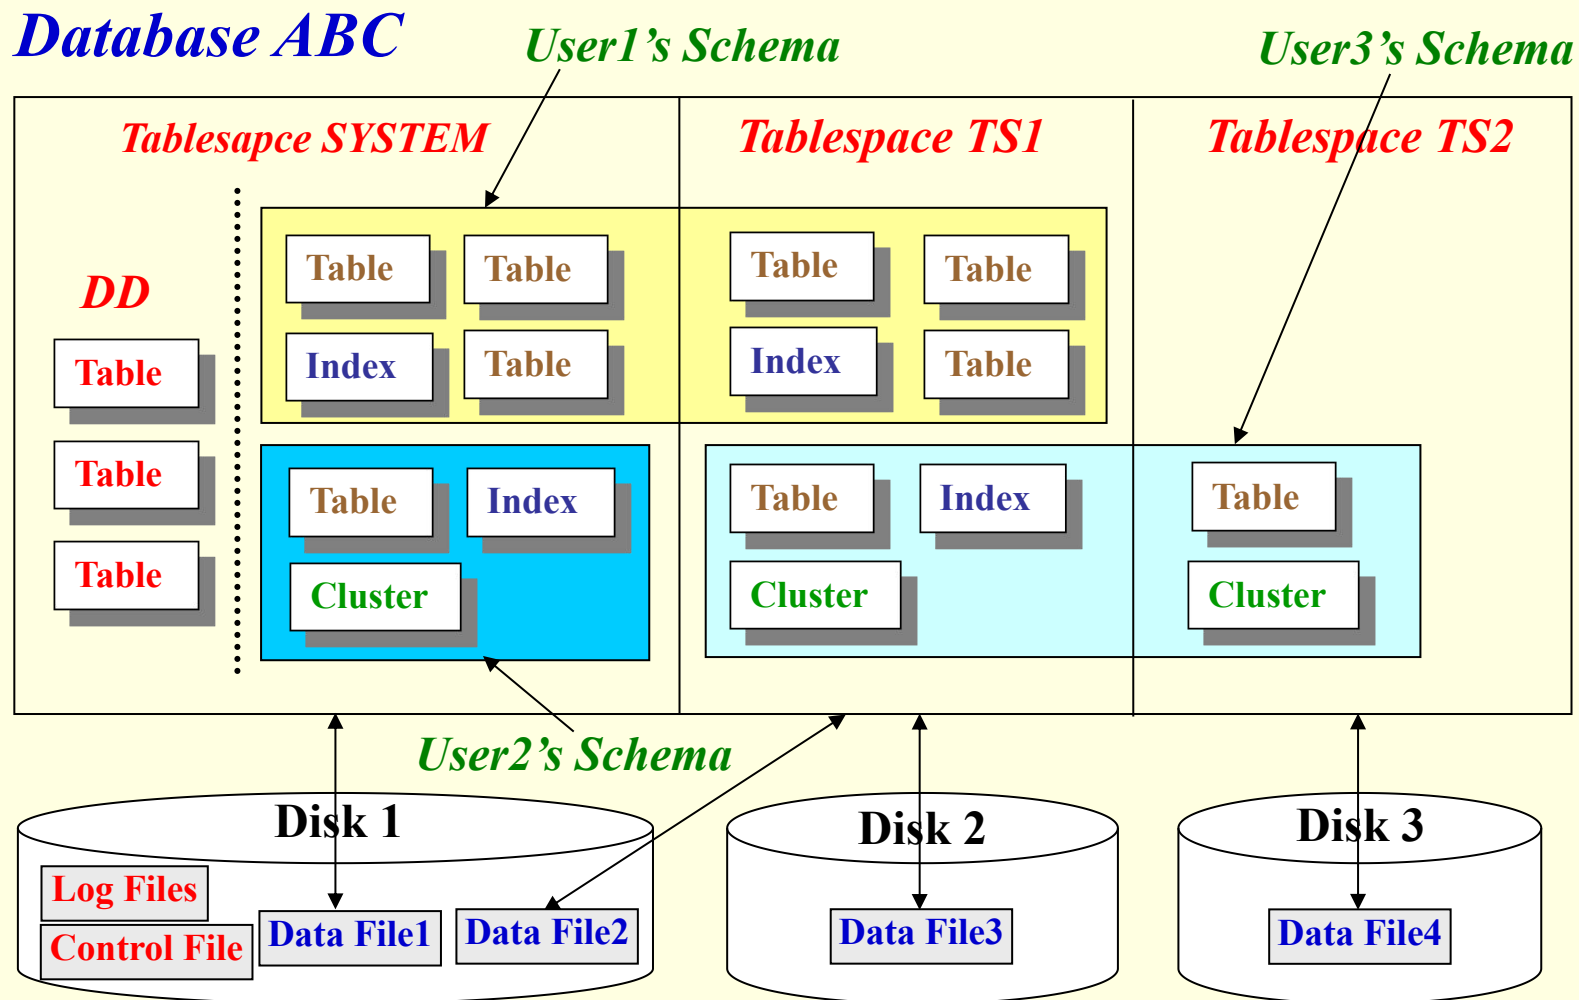 Database ABC
User1’s Schema
User3’s Schema
Tablesapce SYSTEM
Tablespace TS1
Tablespace TS2
DD
Table
Table
Table
Table
Table
Index
Table
Table
Table
Index
Table
Table
Index
Cluster
Table
Index
Cluster
Table
Cluster
User2’s Schema
Disk 1
Log Files
Control File
Data File1
Data File2
Disk 2
Data File3
Disk 3
Data File4